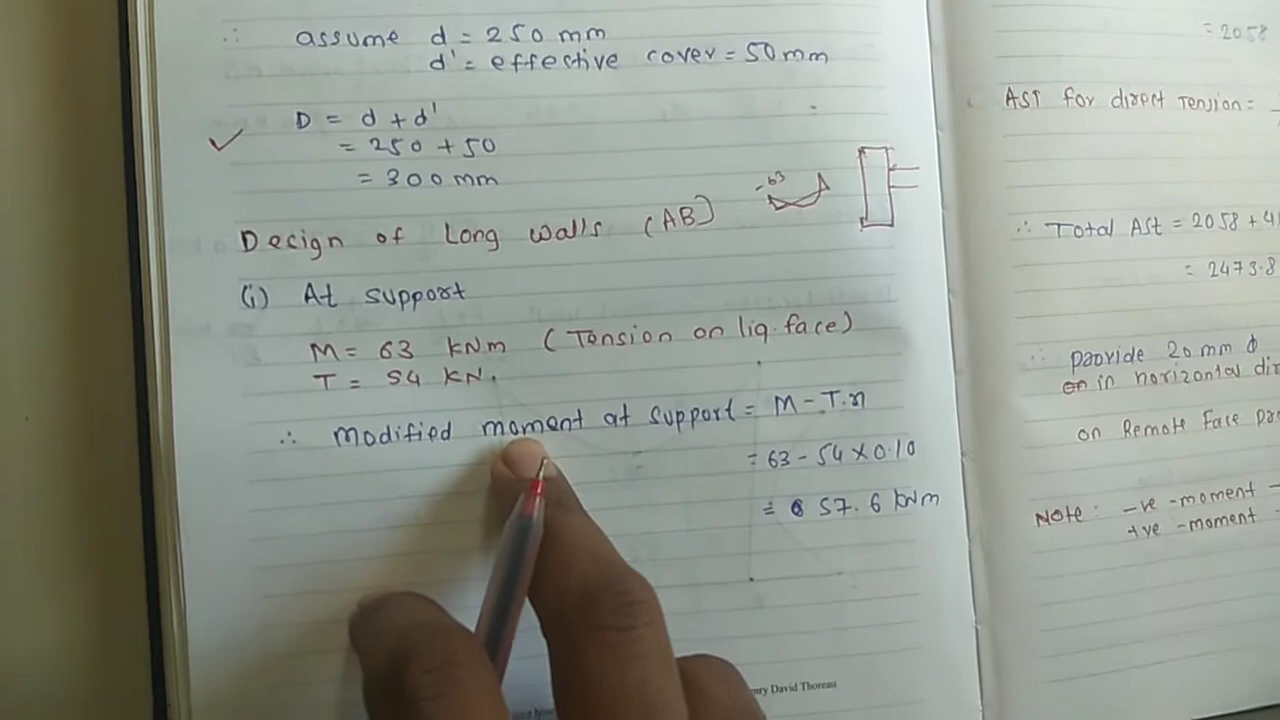 ∴ assume d = 250 mm
d' = effective cover = 50mm
D = d + d'
= 250 + 50
= 300 mm
Design of Long walls (AB)
-63
(i) At support
M = 63 kNm (Tension on liq. face)
T = 54 kN.
∴ Modified moment at support = M - T.x
= 63 - 54 x 0.10
= 57.6 kNm
David Thoreau
= 2058
Ast for direct Tension =
∴ Total Ast = 2058 + 4
= 2473.8
∴ provide 20 mm ф
in horizontal
on Remote Face
Note: -ve -moment -
+ve -moment -